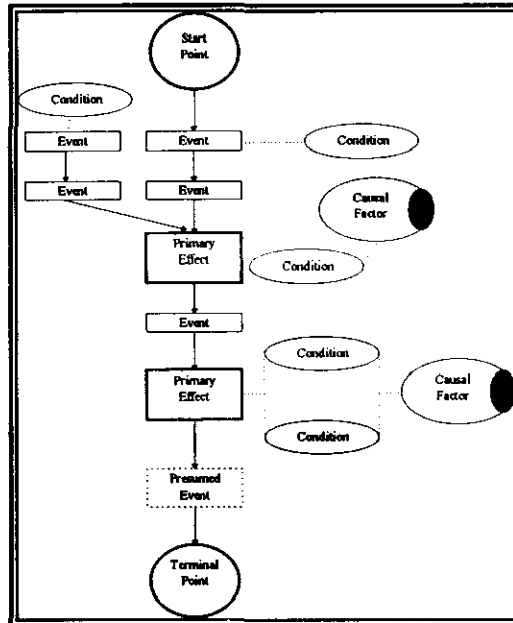 Start
Point
Condition
Event
Event
Condition
Event
Event
Causal
Factor
Primary
Effect
Condition
Event
Condition
Primary
Effect
Causal
Factor
Condition
Presumed
Event
Terminal
Point